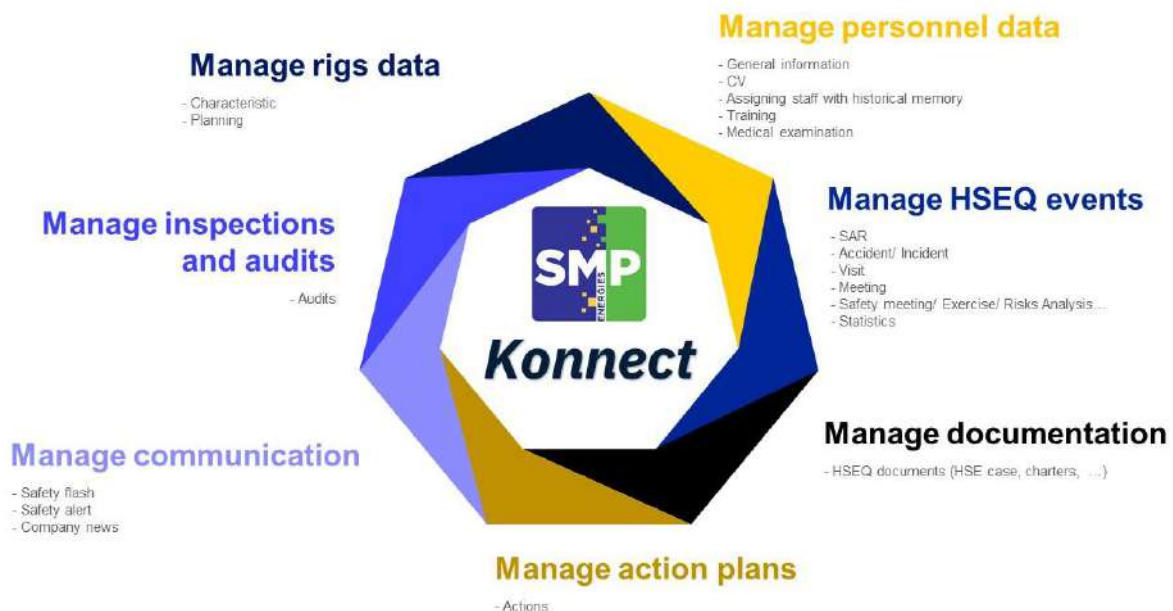 Manage personnel data
- General information
- CV
- Assigning staff with historical memory
- Training
- Medical examination
Manage rigs data
- Characteristic
- Planning
Manage HSEQ events
- SAR
- Accident/ Incident
- Visit
- Meeting
- Safety meeting/ Exercise/ Risks Analysis...
- Statistics
Manage inspections
and audits
- Audits
SMP
ENERGIES
Konnect
Manage documentation
- HSEQ documents (HSE case, charters, ...)
Manage communication
- Safety flash
- Safety alert
- Company news
Manage action plans
- Actions